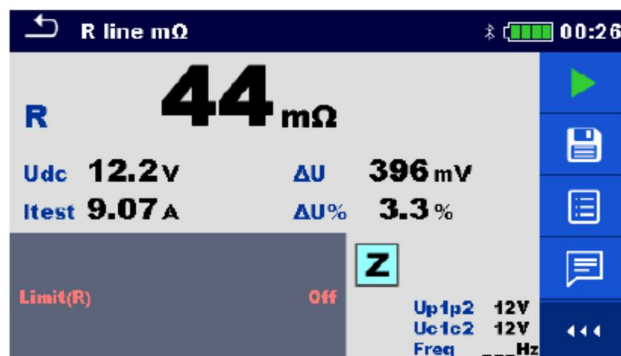 R line mΩ 00:26
R 44 mΩ
Udc 12.2 V ΔU 396 mV
Itest 9.07 A ΔU% 3.3 %
Z
Limit(R) Off
Up1p2 12V
Uc1c2 12V
Freq ___Hz